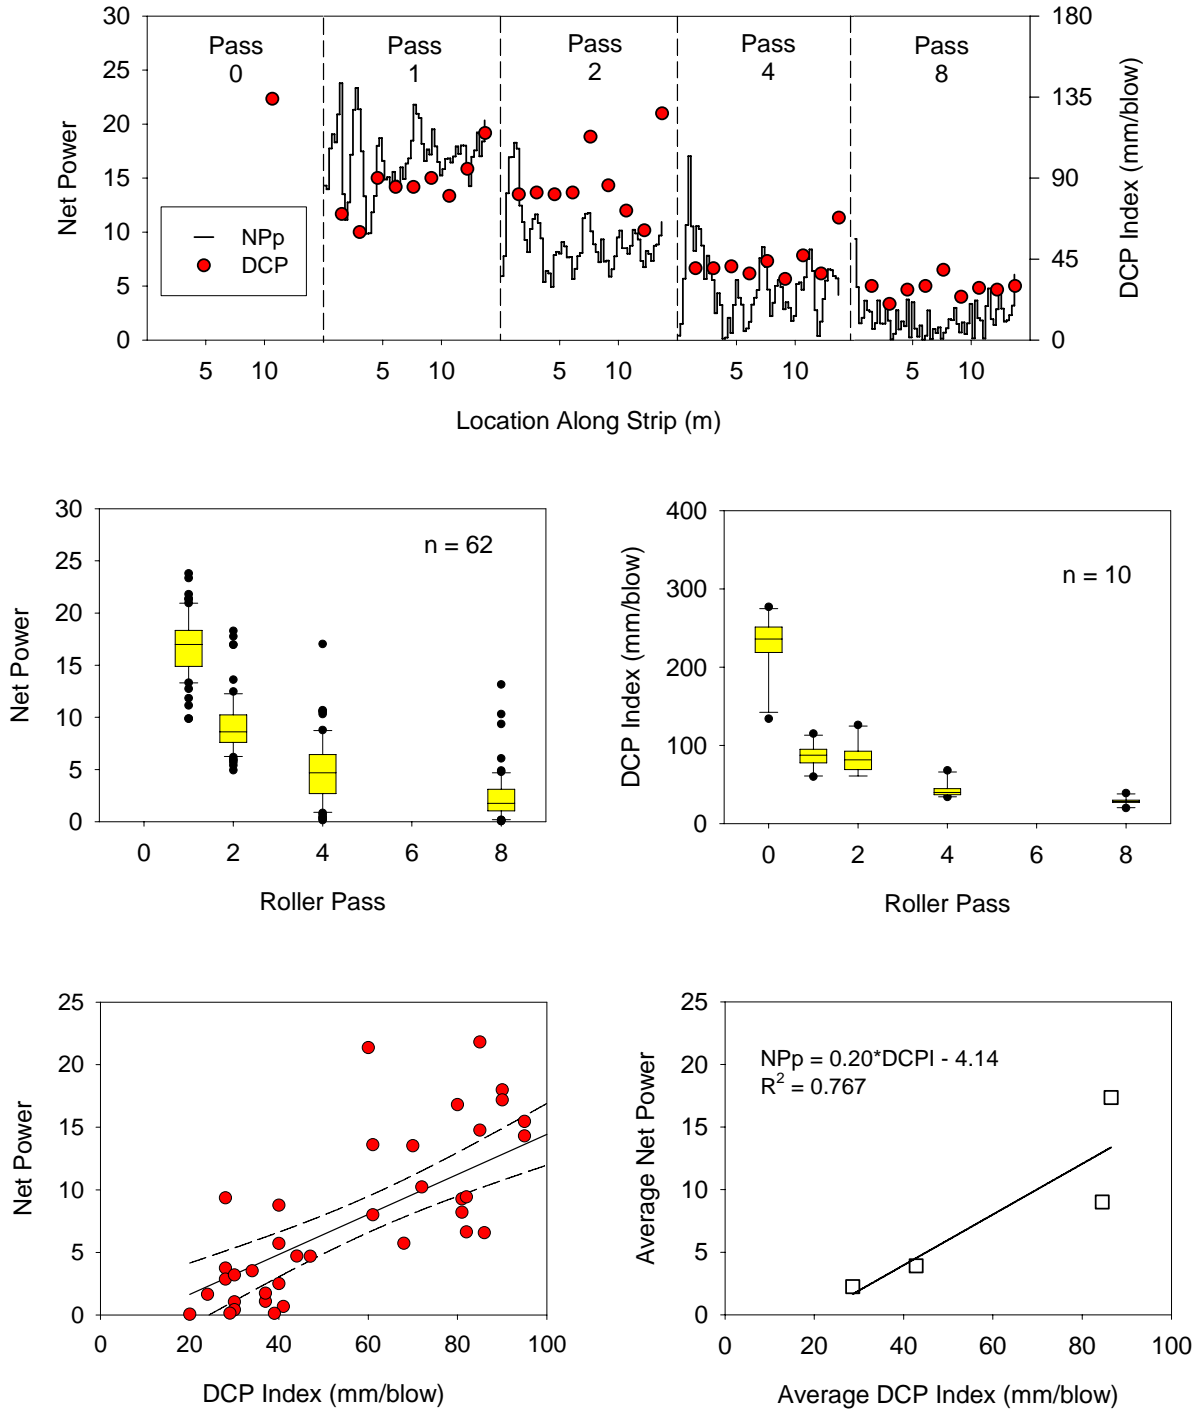 30
25
20
15
10
5
0
Net Power
Pass
0
Pass
1
Pass
2
Pass
4
Pass
8
NPp
DCP
180
135
90
45
0
DCP Index (mm/blow)
5 10 5 10 5 10 5 10 5 10
Location Along Strip (m)
30
25
20
15
10
5
0
Net Power
n = 62
0 2 4 6 8
Roller Pass
400
300
200
100
0
DCP Index (mm/blow)
n = 10
0 2 4 6 8
Roller Pass
25
20
15
10
5
0
Net Power
0 20 40 60 80 100
DCP Index (mm/blow)
25
20
15
10
5
0
Average Net Power
NPp = 0.20*DCPI - 4.14
R² = 0.767
0 20 40 60 80 100
Average DCP Index (mm/blow)